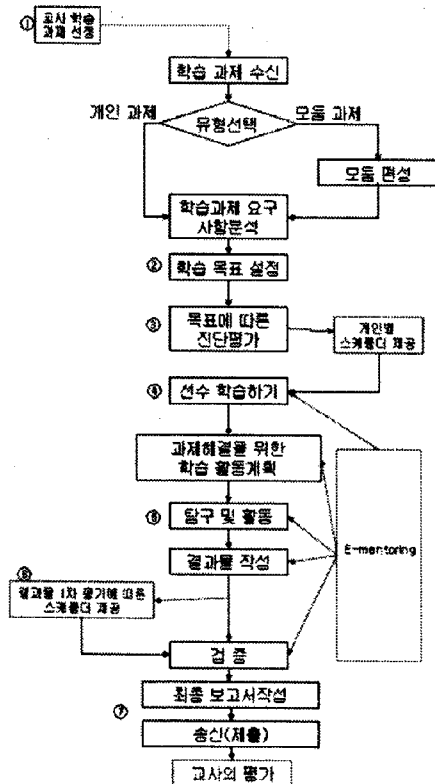 ①
교사 학습
과제 선정
학습 과제 수신
개인 과제
모둠 과제
유형선택
모둠 편성
학습과제 요구
사항분석
②
학습 목표 설정
③
목표에 따른
진단평가
개인별
스케폴더 제공
④
선수 학습하기
과제해결을 위한
학습 활동계획
⑤
탐구 및 활동
E-mentoring
결과물 작성
⑥
결과물 1차 평가에 따른
스케폴더 제공
검 증
최종 보고서작성
⑦
송신(제출)
교사의 평가